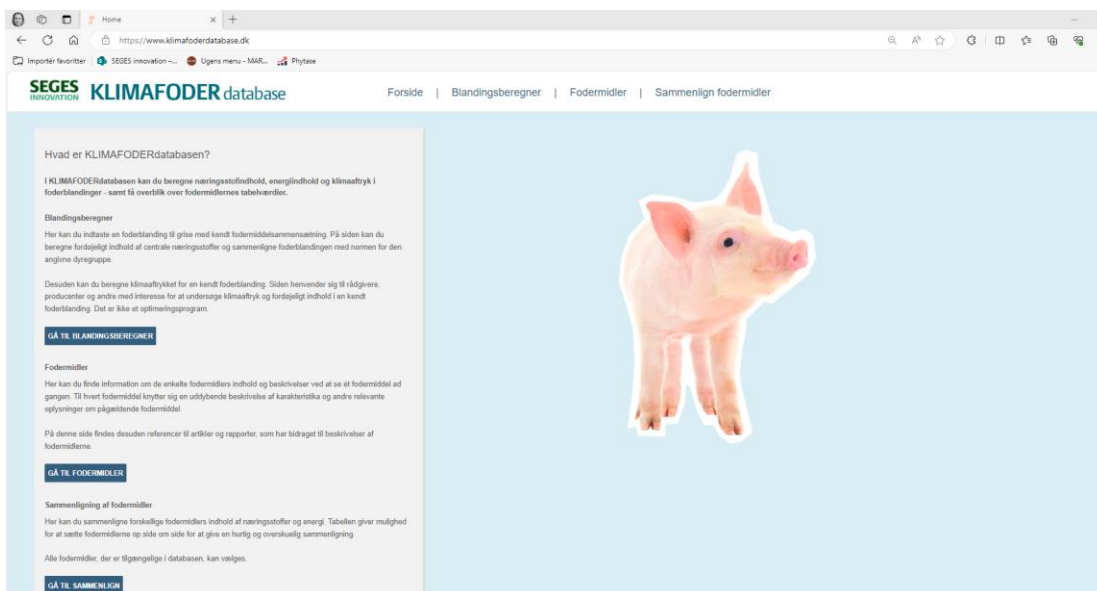 Home
https://www.klimafoderdatabase.dk
Importér favoritter
SEGES innovation –...
Ugens menu - MAR...
Phytase
SEGES
INNOVATION
KLIMAFODER database
Forside | Blandingsberegner | Fodermidler | Sammenlign fodermidler
Hvad er KLIMAFODERdatabasen?
I KLIMAFODERdatabasen kan du beregne næringsstofindhold, energiindhold og klimaaftryk i
foderblandinger - samt få overblik over fodermidlernes tabelværdier.
Blandingsberegner
Her kan du indtaste en foderblanding til grise med kendt fodermiddelsammensætning. På siden kan du
beregne fordøjeligt indhold af centrale næringsstoffer og sammenligne foderblandingen med normen for den
angivne dyregruppe.
Desuden kan du beregne klimaaftrykket for en kendt foderblanding. Siden henvender sig til rådgivere,
producenter og andre med interesse for at undersøge klimaaftryk og fordøjeligt indhold i en kendt
foderblanding. Det er ikke et optimeringsprogram.
GÅ TIL BLANDINGSBEREGNER
Fodermidler
Her kan du finde information om de enkelte fodermidlers indhold og beskrivelser ved at se ét fodermiddel ad
gangen. Til hvert fodermiddel knytter sig en uddybende beskrivelse af karakteristika og andre relevante
oplysninger om pågældende fodermiddel.
På denne side findes desuden referencer til artikler og rapporter, som har bidraget til beskrivelser af
fodermidlerne.
GÅ TIL FODERMIDLER
Sammenligning af fodermidler
Her kan du sammenligne forskellige fodermidlers indhold af næringsstoffer og energi. Tabellen giver mulighed
for at sætte fodermidlerne op side om side for at give en hurtig og overskuelig sammenligning.
Alle fodermidler, der er tilgængelige i databasen, kan vælges.
GÅ TIL SAMMENLIGN